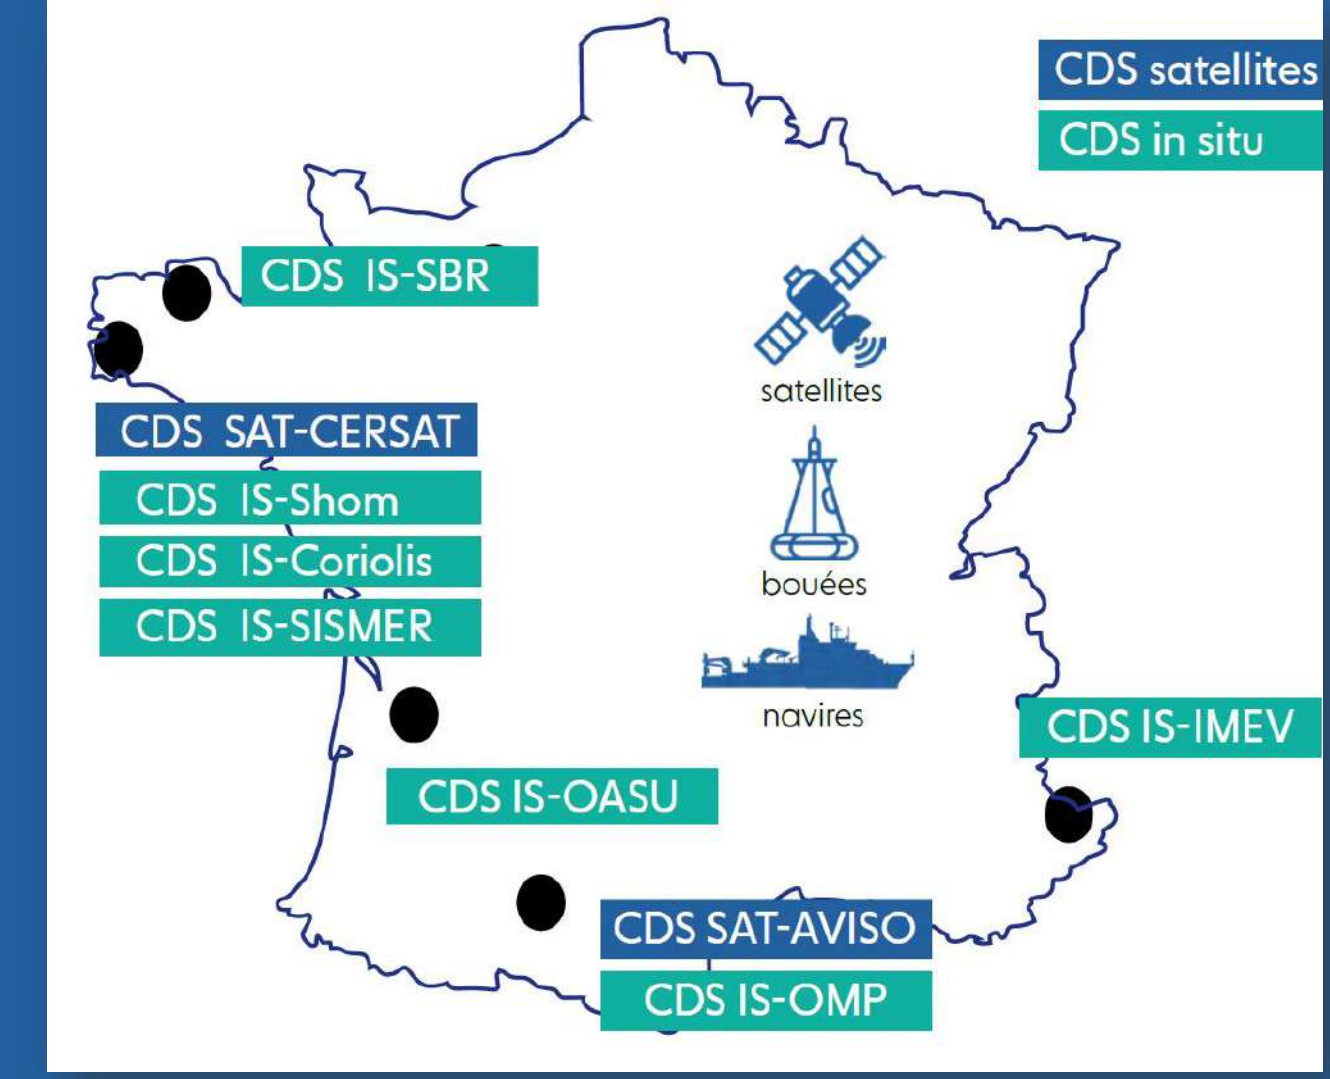 CDS satellites
CDS in situ
CDS IS-SBR
satellites
CDS SAT-CERSAT
CDS IS-Shom
CDS IS-Coriolis
bouées
CDS IS-SISMER
navires
CDS IS-IMEV
CDS IS-OASU
CDS SAT-AVISO
CDS IS-OMP